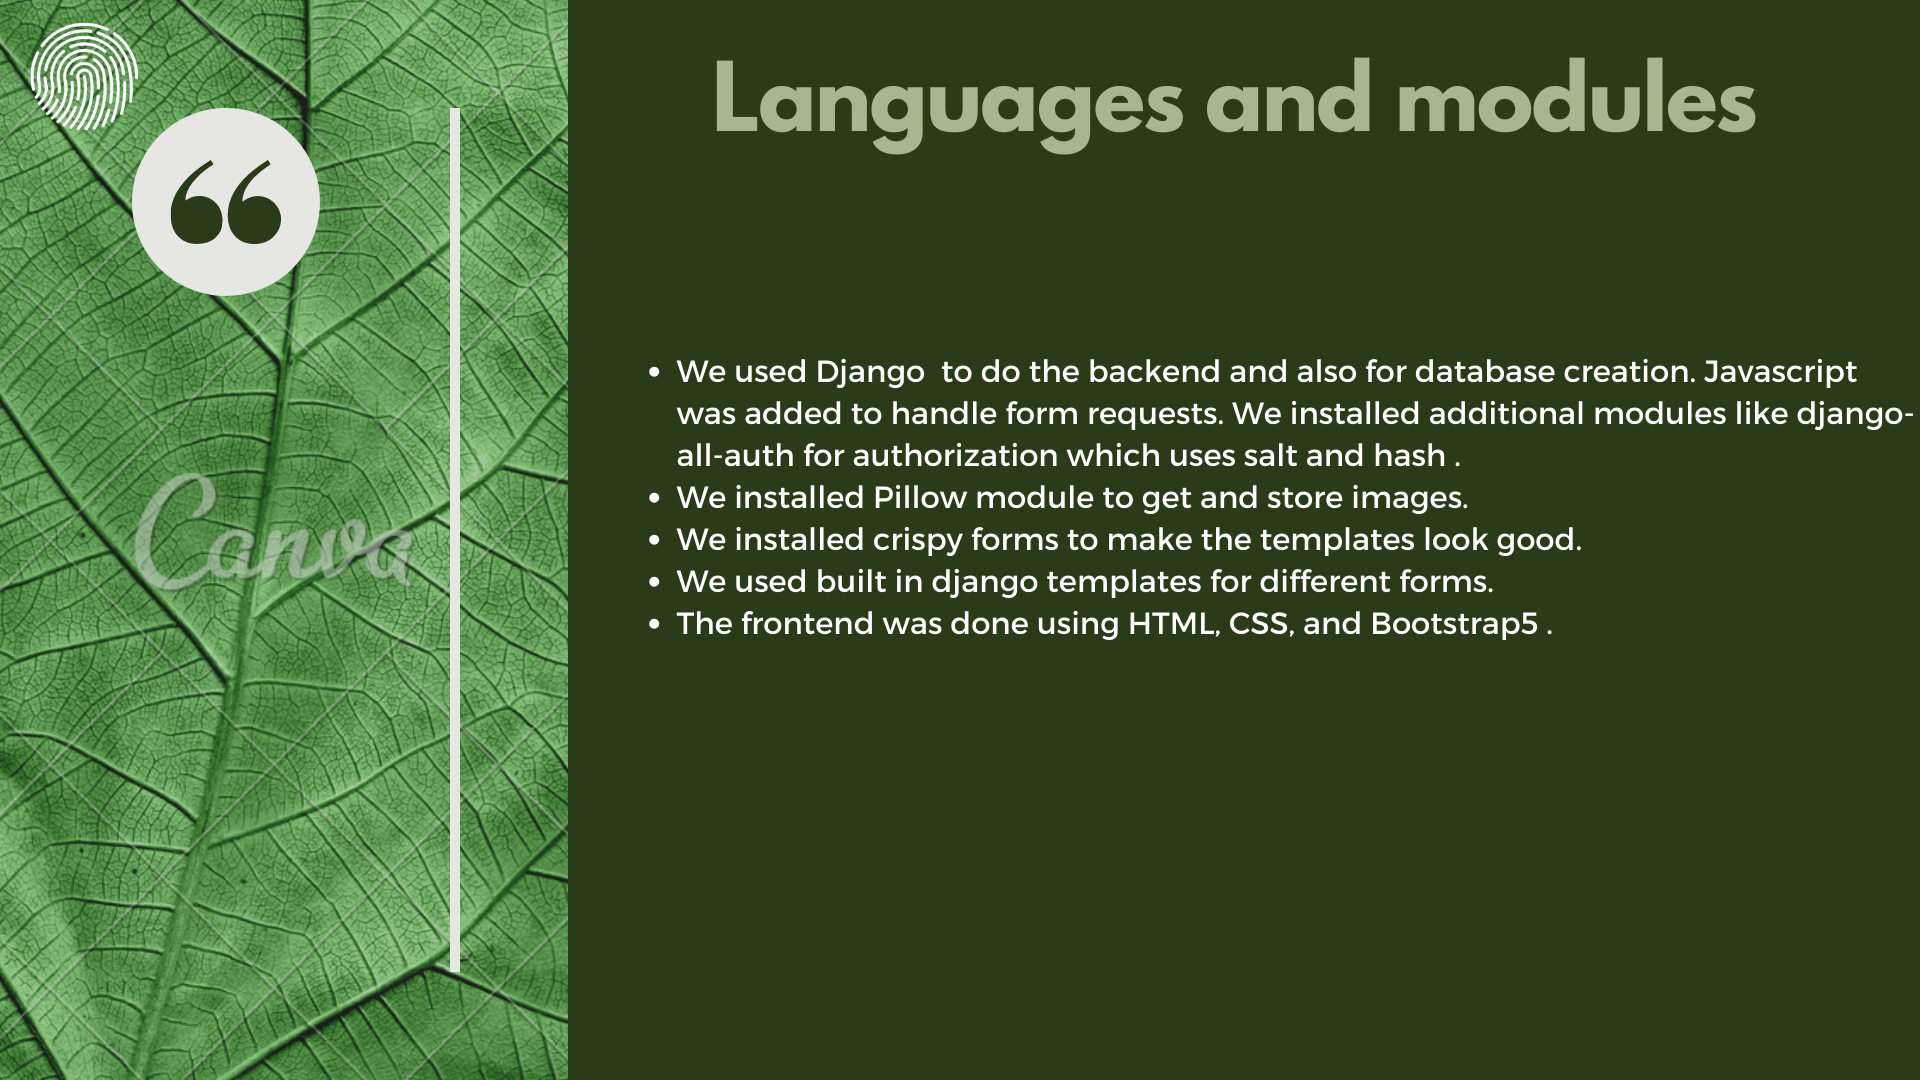 Languages and modules
“
• We used Django  to do the backend and also for database creation. Javascript
was added to handle form requests. We installed additional modules like django-
all-auth for authorization which uses salt and hash .
• We installed Pillow module to get and store images.
• We installed crispy forms to make the templates look good.
• We used built in django templates for different forms.
• The frontend was done using HTML, CSS, and Bootstrap5 .
Canva